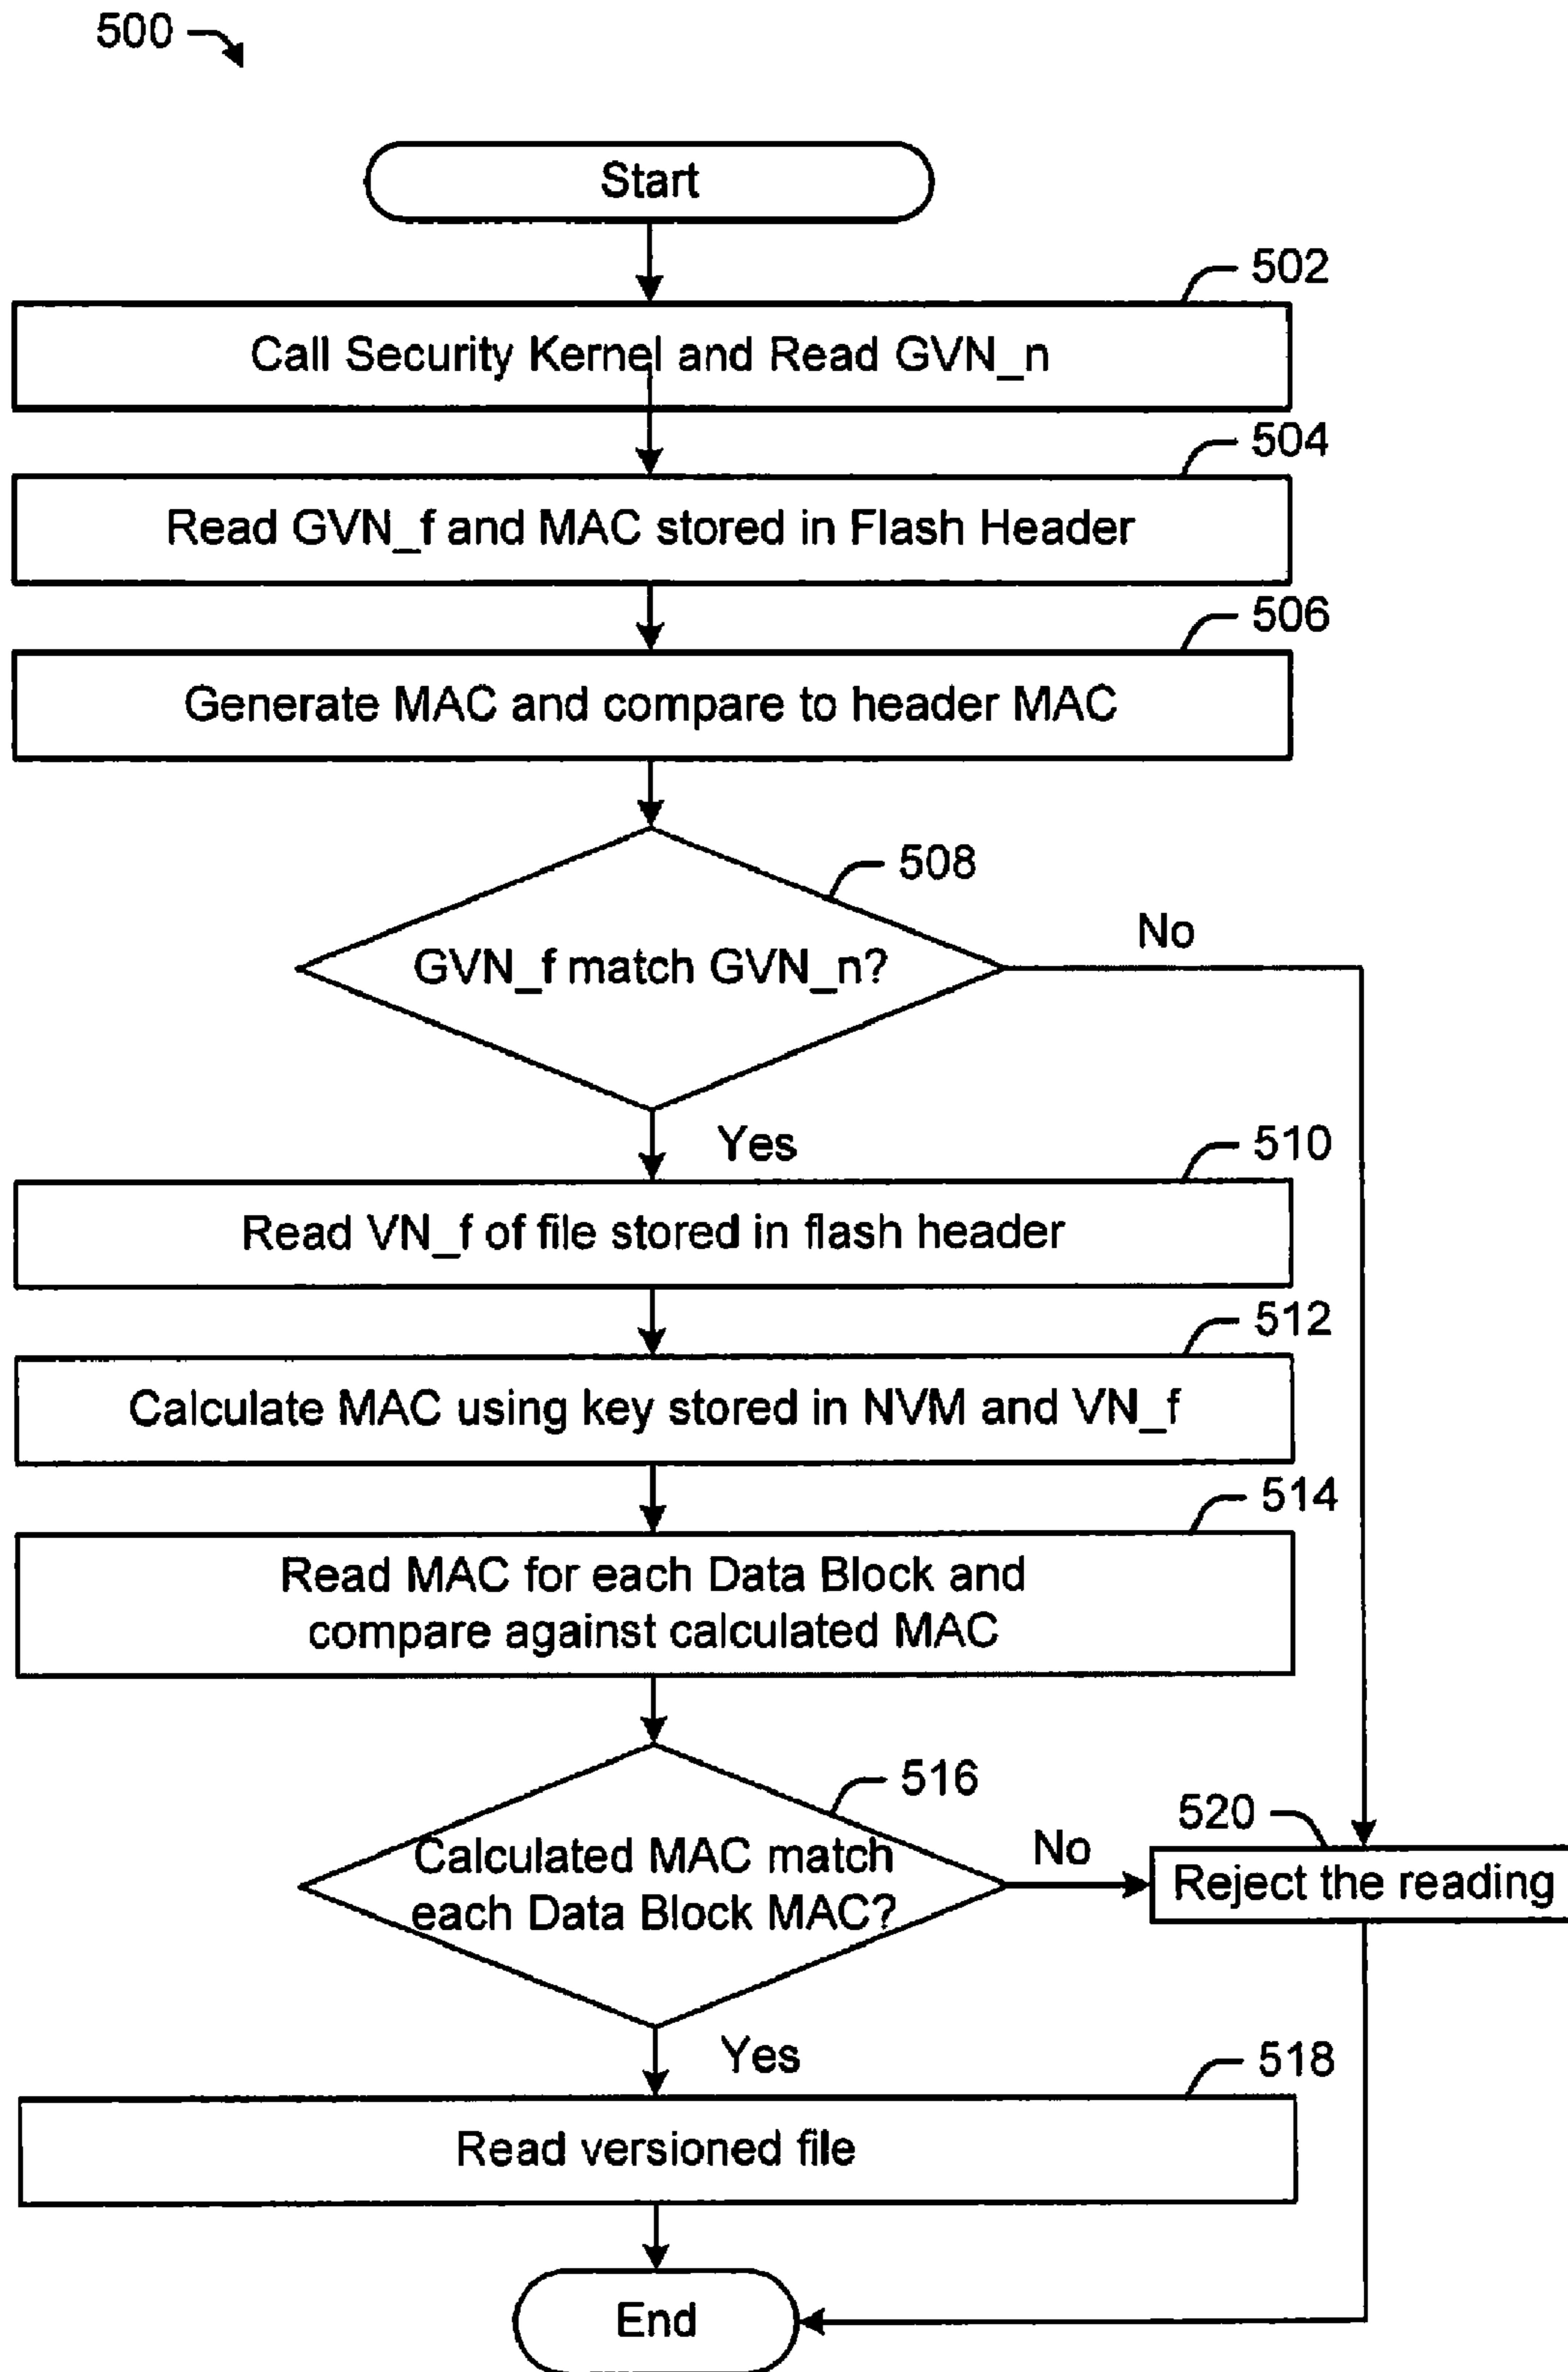 500
Start
502
Call Security Kernel and Read GVN_n
504
Read GVN_f and MAC stored in Flash Header
506
Generate MAC and compare to header MAC
508
GVN_f match GVN_n?
No
Yes
510
Read VN_f of file stored in flash header
512
Calculate MAC using key stored in NVM and VN_f
514
Read MAC for each Data Block and
compare against calculated MAC
516
Calculated MAC match
each Data Block MAC?
No
520
Reject the reading
Yes
518
Read versioned file
End